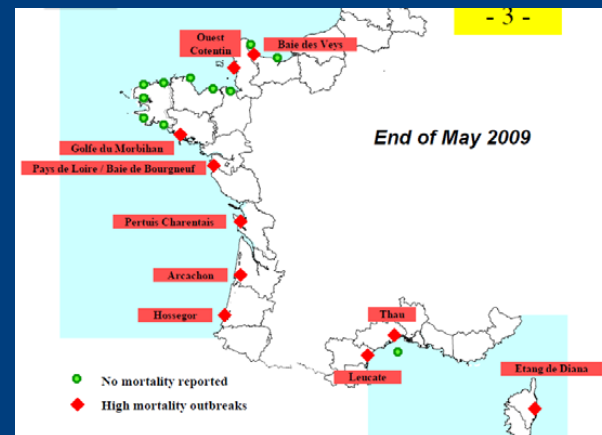 - 3 -
Ouest
Cotentin
Baie des Veys
End of May 2009
Golfe du Morbihan
Pays de Loire / Baie de Bourgneuf
Pertuis Charentais
Arcachon
Hossegor
Thau
Leucate
Etang de Diana
No mortality reported
High mortality outbreaks